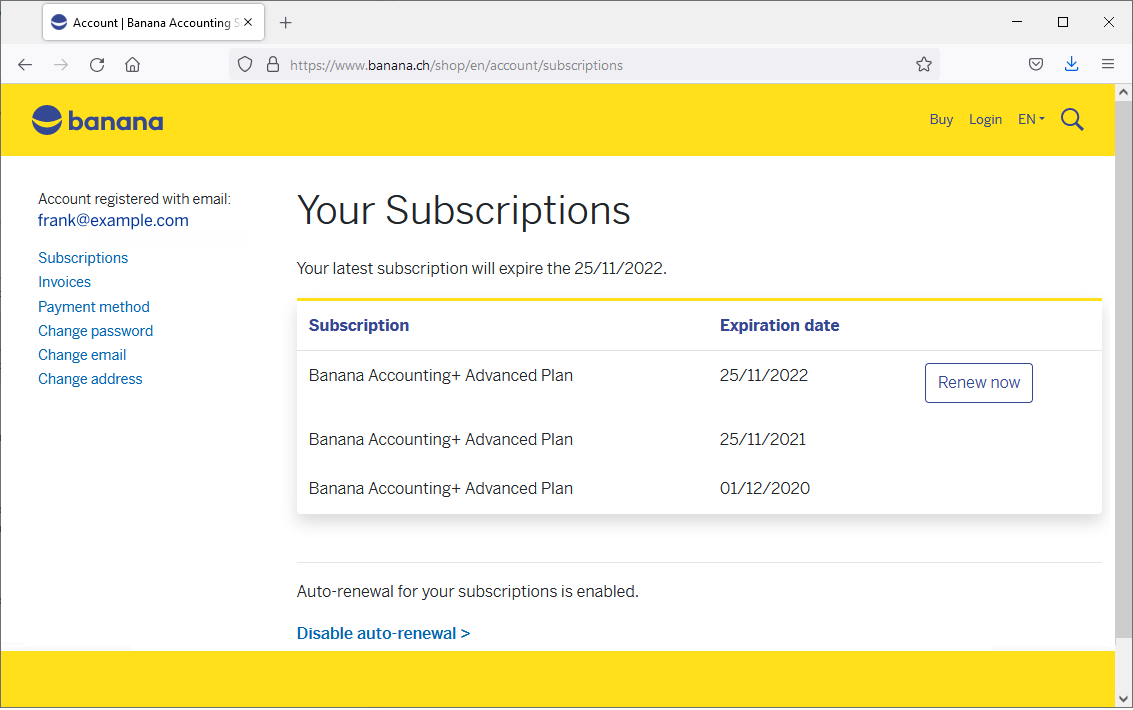 Account | Banana Accounting S
https://www.banana.ch/shop/en/account/subscriptions
banana
Buy Login EN
Account registered with email:
frank@example.com
Subscriptions
Invoices
Payment method
Change password
Change email
Change address
Your Subscriptions
Your latest subscription will expire the 25/11/2022.
Subscription Expiration date
Banana Accounting+ Advanced Plan 25/11/2022 Renew now
Banana Accounting+ Advanced Plan 25/11/2021
Banana Accounting+ Advanced Plan 01/12/2020
Auto-renewal for your subscriptions is enabled.
Disable auto-renewal >